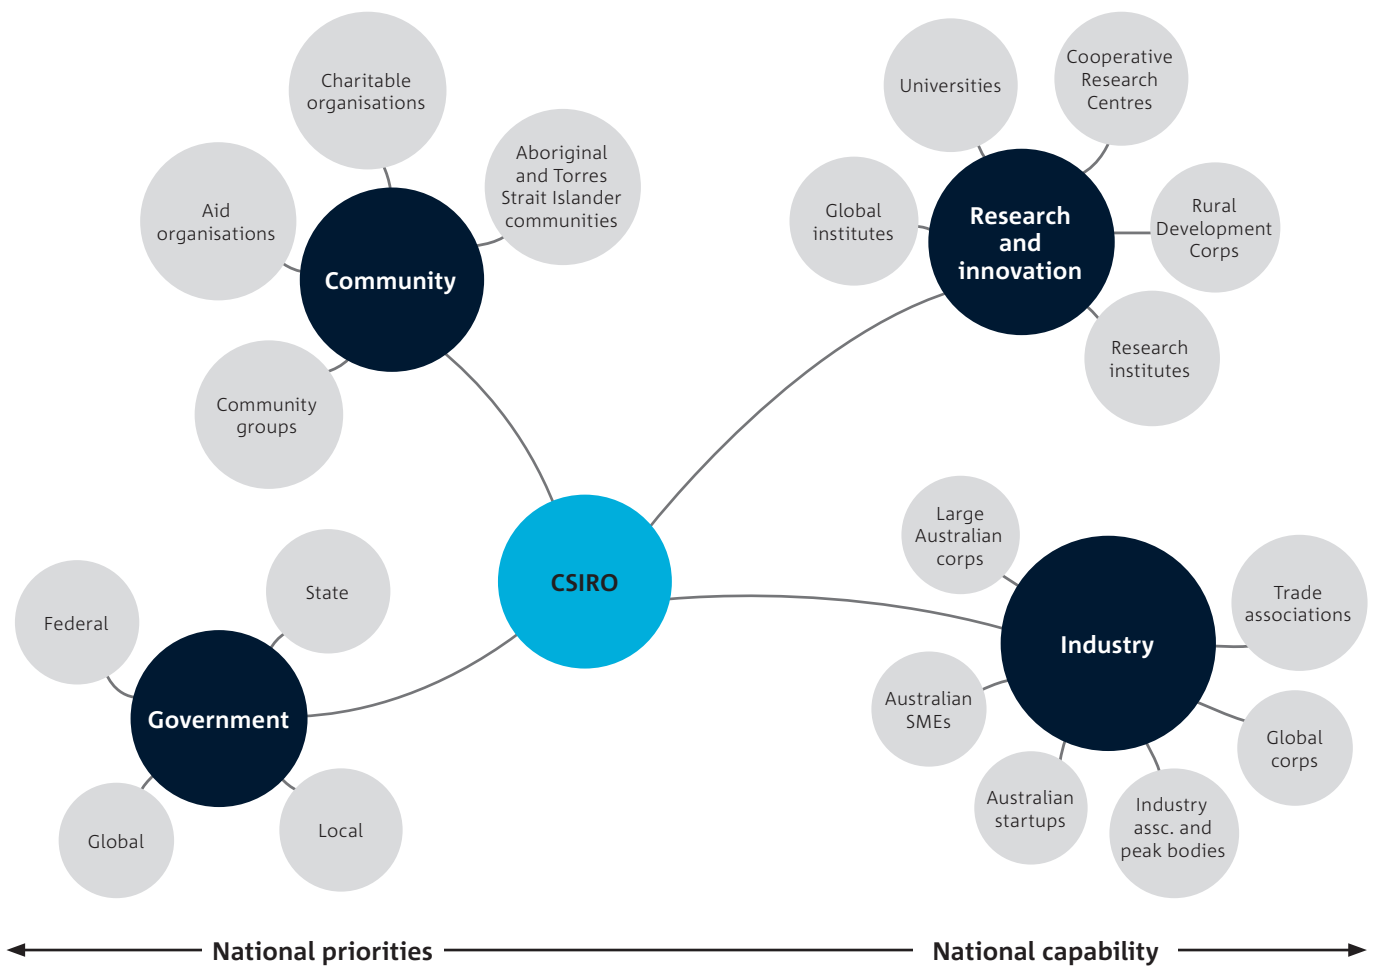 Charitable
organisations
Aboriginal
and Torres
Strait Islander
communities
Aid
organisations
Community
Community
groups
Universities
Cooperative
Research
Centres
Global
institutes
Research
and
innovation
Rural
Development
Corps
Research
institutes
CSIRO
State
Federal
Government
Global
Local
Large
Australian
corps
Trade
associations
Industry
Australian
SMEs
Global
corps
Australian
startups
Industry
assc. and
peak bodies
National priorities
National capability